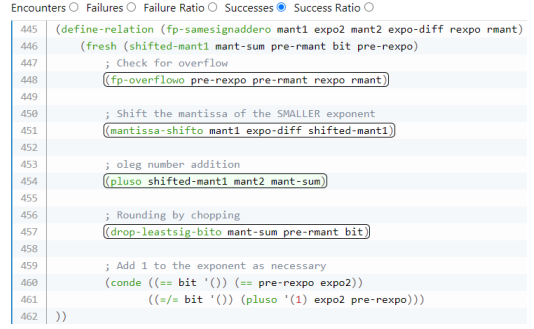 Encounters Failures Failure Ratio Successes Success Ratio
445 (define-relation (fp-samesignaddero mant1 expo2 mant2 expo-diff rexpo rmant)
446 (fresh (shifted-mant1 mant-sum pre-rmant bit pre-rexpo)
447 ; Check for overflow
448 (fp-overflowo pre-rexpo pre-rmant rexpo rmant)
449
450 ; Shift the mantissa of the SMALLER exponent
451 (mantissa-shifto mant1 expo-diff shifted-mant1)
452
453 ; oleg number addition
454 (pluso shifted-mant1 mant2 mant-sum)
455
456 ; Rounding by chopping
457 (drop-leastsig-bito mant-sum pre-rmant bit)
458
459 ; Add 1 to the exponent as necessary
460 (conde ((== bit '()) (== pre-rexpo expo2))
461 ((=/= bit '()) (pluso '(1) expo2 pre-rexpo)))
462 ))